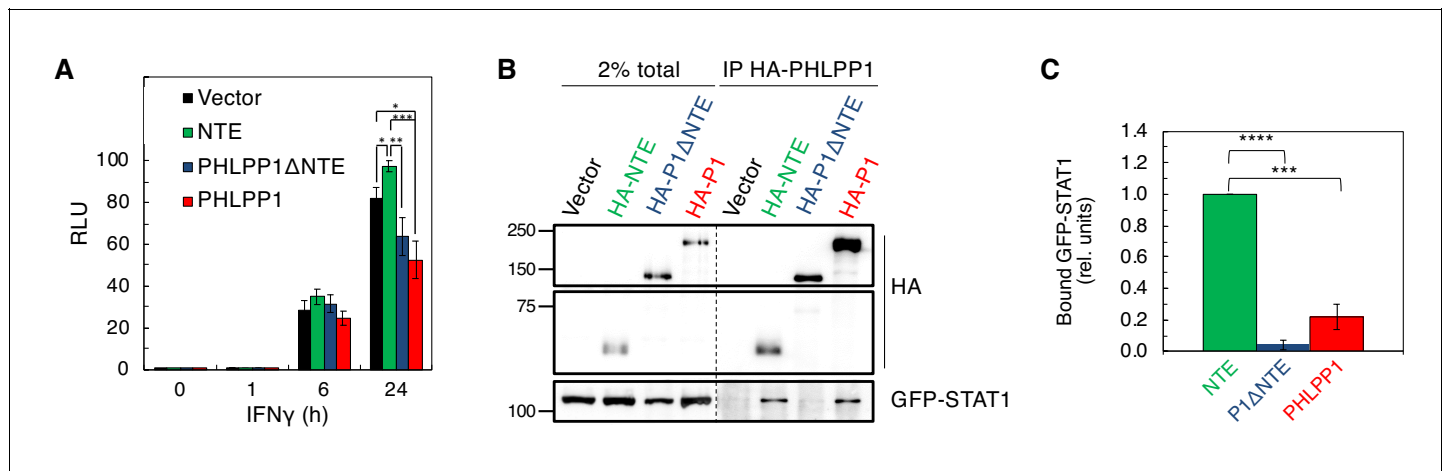 A
Vector
NTE
PHLPP1ΔNTE
PHLPP1
*
***
* **
RLU
100
80
60
40
20
0
0 1 6 24
IFNγ (h)
B
2% total IP HA-PHLPP1
Vector HA-NTE HA-P1ΔNTE HA-P1 Vector HA-NTE HA-P1ΔNTE HA-P1
250
150
75
HA
100
GFP-STAT1
C
Bound GFP-STAT1
(rel. units)
1.4
1.2
1.0
0.8
0.6
0.4
0.2
0.0
****
***
NTE P1ΔNTE PHLPP1